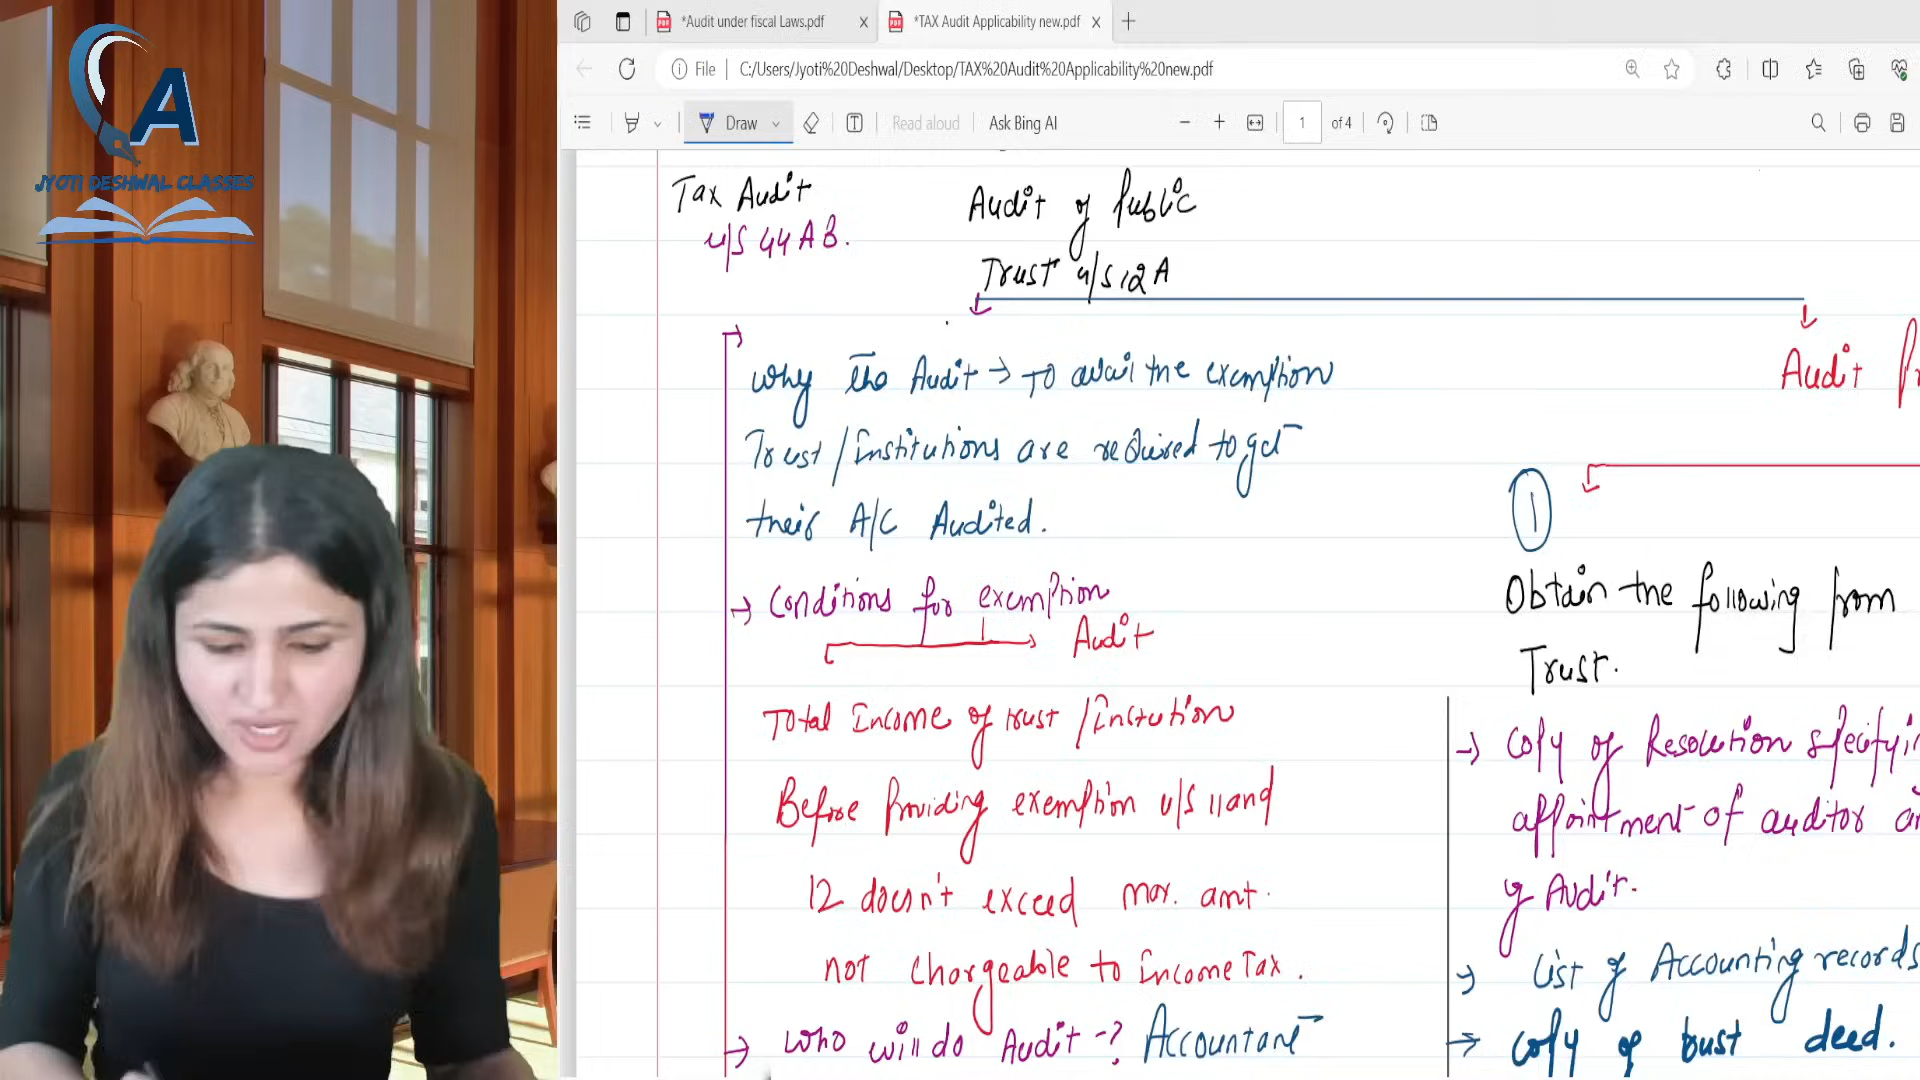 A
JYOTI DESHWAL CLASSES
*Audit under fiscal Laws.pdf
*TAX Audit Applicability new.pdf
File
C:/Users/Jyoti%20Deshwal/Desktop/TAX%20Audit%20Applicability%20new.pdf
Draw
Read aloud
Ask Bing AI
1 of 4
Tax Audit
u/s 44AB.
Audit of Public
Trust u/s 12A
Why the Audit → To avail the exemption
Trust/Institutions are required to get
their A/C Audited.
→ Conditions for exemption
Audit
Total Income of trust/Instution
Before Providing exemption u/s 11 and
12 doesn't exceed max. amt.
not chargeable to Income Tax.
→ Who will do Audit-? Accountant
Audit
1
Obtain the following from
Trust.
→ Copy of Resolution
appointment of auditor
of Audit.
→ List of Accounting records
→ Copy of trust deed.